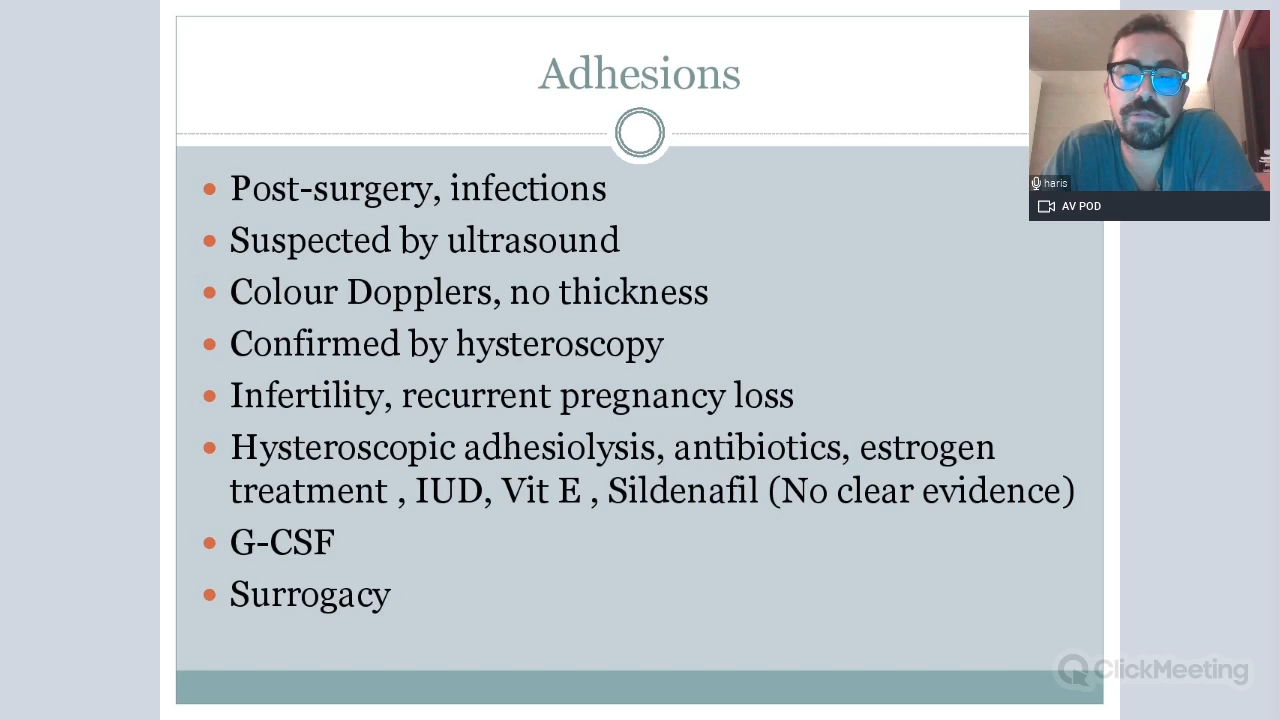 Adhesions
Post-surgery, infections
Suspected by ultrasound
Colour Dopplers, no thickness
Confirmed by hysteroscopy
Infertility, recurrent pregnancy loss
Hysteroscopic adhesiolysis, antibiotics, estrogen
treatment , IUD, Vit E , Sildenafil (No clear evidence)
G-CSF
Surrogacy
haris
AV POD
ClickMeeting